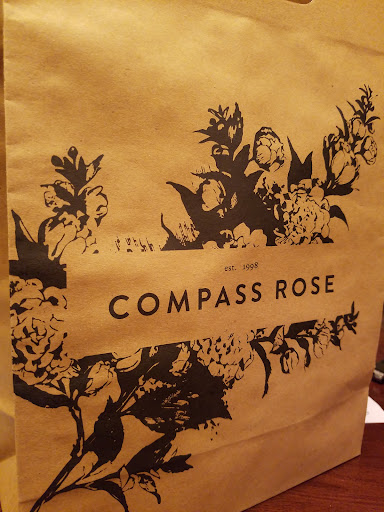 est. 1998
COMPASS ROSE